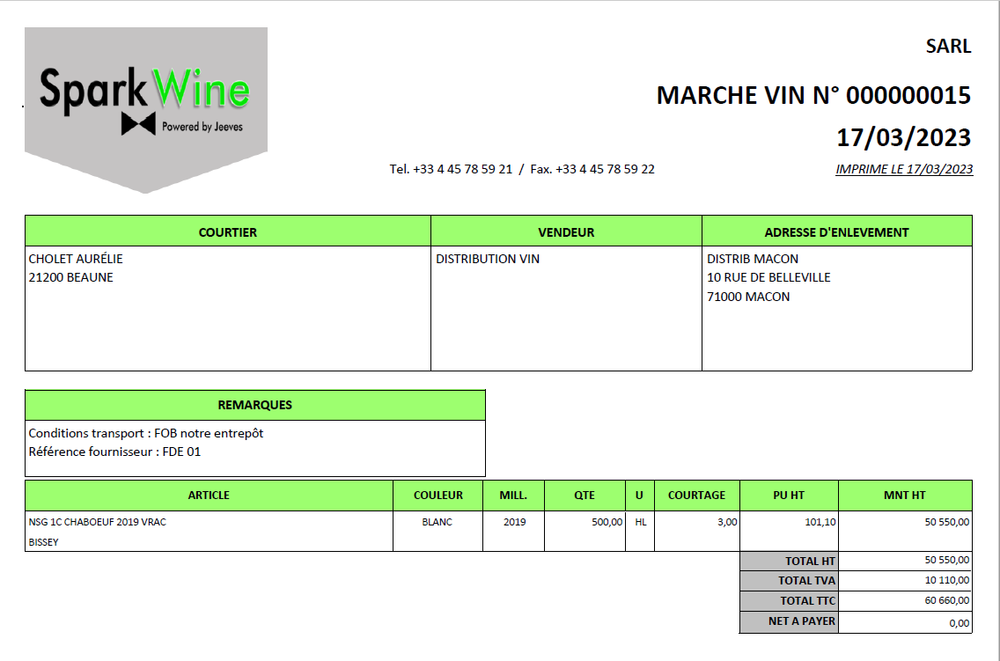 SparkWine
Powered by Jeeves
SARL
MARCHE VIN N° 000000015
17/03/2023
Tel. +33 4 45 78 59 21 / Fax. +33 4 45 78 59 22
IMPRIME LE 17/03/2023
COURTIER VENDEUR ADRESSE D'ENLEVEMENT
CHOLET AURÉLIE DISTRIBUTION VIN DISTRIB MACON
21200 BEAUNE 10 RUE DE BELLEVILLE
71000 MACON
REMARQUES
Conditions transport : FOB notre entrepôt
Référence fournisseur : FDE 01
ARTICLE COULEUR MILL. QTE U COURTAGE PU HT MNT HT
NSG 1C CHABOEUF 2019 VRAC BLANC 2019 500,00 HL 3,00 101,10 50 550,00
BISSEY
TOTAL HT 50 550,00
TOTAL TVA 10 110,00
TOTAL TTC 60 660,00
NET A PAYER 0,00